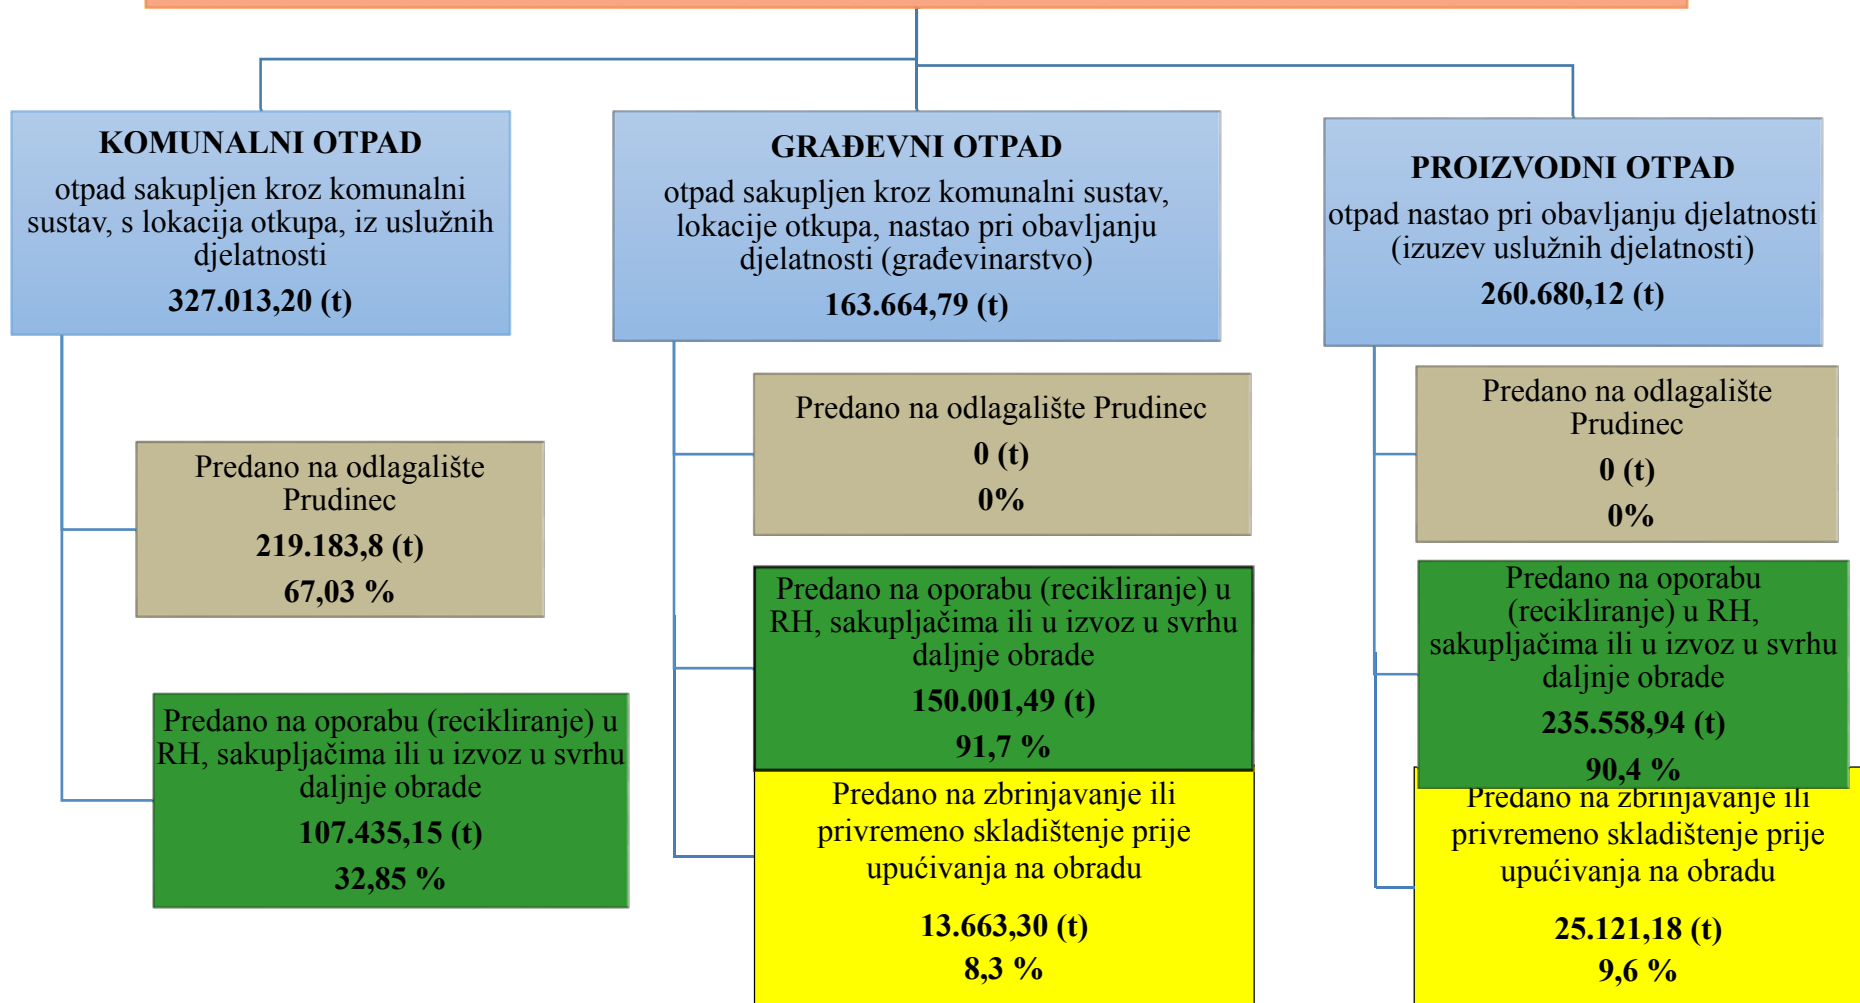 KOMUNALNI OTPAD
otpad sakupljen kroz komunalni
sustav, s lokacija otkupa, iz uslužnih
djelatnosti
327.013,20 (t)
Predano na odlagalište
Prudinec
219.183,8 (t)
67,03 %
Predano na oporabu (recikliranje) u
RH, sakupljačima ili u izvoz u svrhu
daljnje obrade
107.435,15 (t)
32,85 %
GRAĐEVNI OTPAD
otpad sakupljen kroz komunalni sustav,
lokacije otkupa, nastao pri obavljanju
djelatnosti (građevinarstvo)
163.664,79 (t)
Predano na odlagalište Prudinec
0 (t)
0%
Predano na oporabu (recikliranje) u
RH, sakupljačima ili u izvoz u svrhu
daljnje obrade
150.001,49 (t)
91,7 %
Predano na zbrinjavanje ili
privremeno skladištenje prije
upućivanja na obradu
13.663,30 (t)
8,3 %
PROIZVODNI OTPAD
otpad nastao pri obavljanju djelatnosti
(izuzev uslužnih djelatnosti)
260.680,12 (t)
Predano na odlagalište
Prudinec
0 (t)
0%
Predano na oporabu
(recikliranje) u RH,
sakupljačima ili u izvoz u svrhu
daljnje obrade
235.558,94 (t)
90,4 %
Predano na zbrinjavanje ili
privremeno skladištenje prije
upućivanja na obradu
25.121,18 (t)
9,6 %